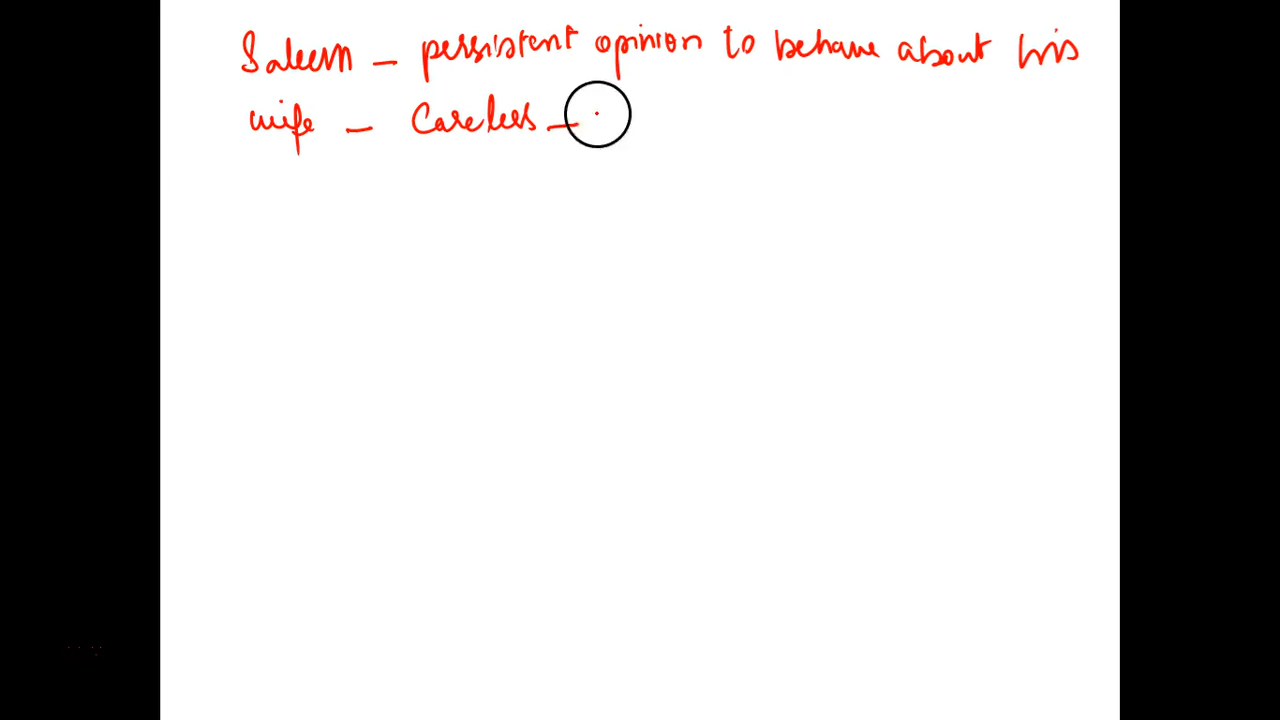 Saleem – persistent opinion to behave about his
wife – Careless –